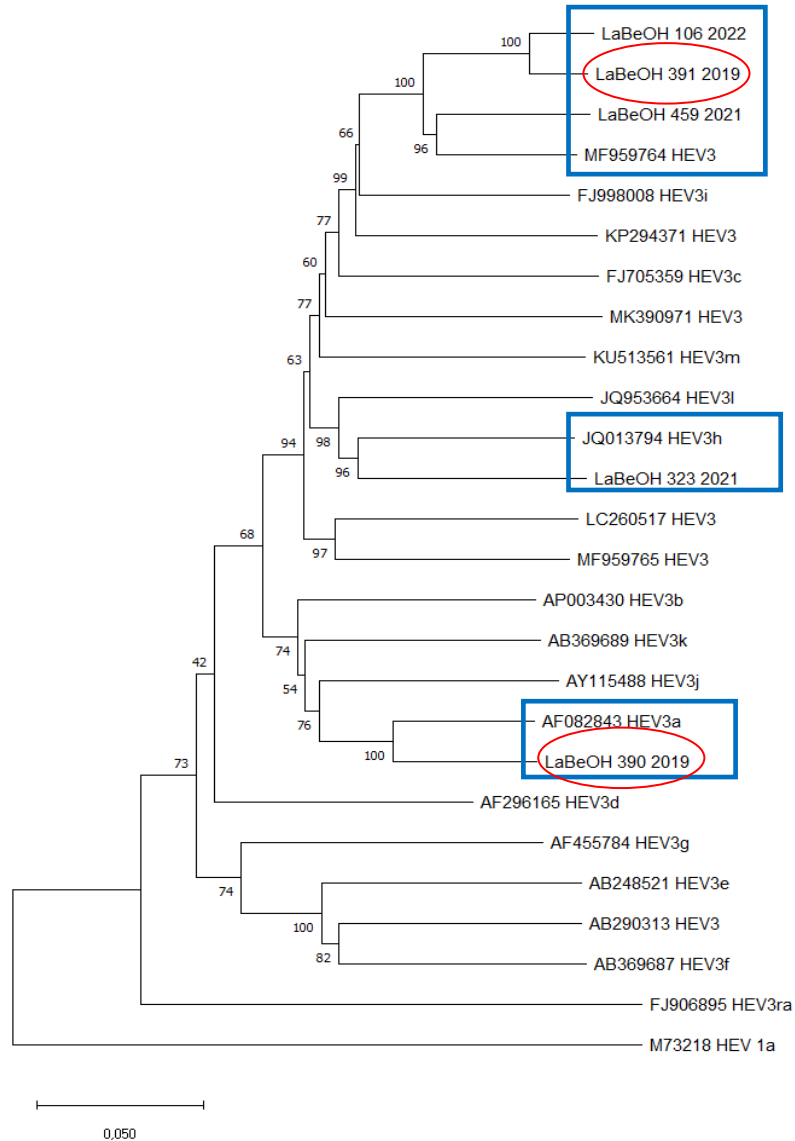 LaBeOH 106 2022
100
LaBeOH 391 2019
100
LaBeOH 459 2021
66
96
MF959764 HEV3
99
FJ998008 HEV3i
77
KP294371 HEV3
60
FJ705359 HEV3c
77
MK390971 HEV3
63
KU513561 HEV3m
JQ953664 HEV3l
94
98
JQ013794 HEV3h
96
LaBeOH 323 2021
68
LC260517 HEV3
97
MF959765 HEV3
AP003430 HEV3b
74
AB369689 HEV3k
42
54
AY115488 HEV3j
76
AF082843 HEV3a
100
LaBeOH 390 2019
73
AF296165 HEV3d
AF455784 HEV3g
74
AB248521 HEV3e
100
AB290313 HEV3
82
AB369687 HEV3f
FJ906895 HEV3ra
M73218 HEV 1a
0,050